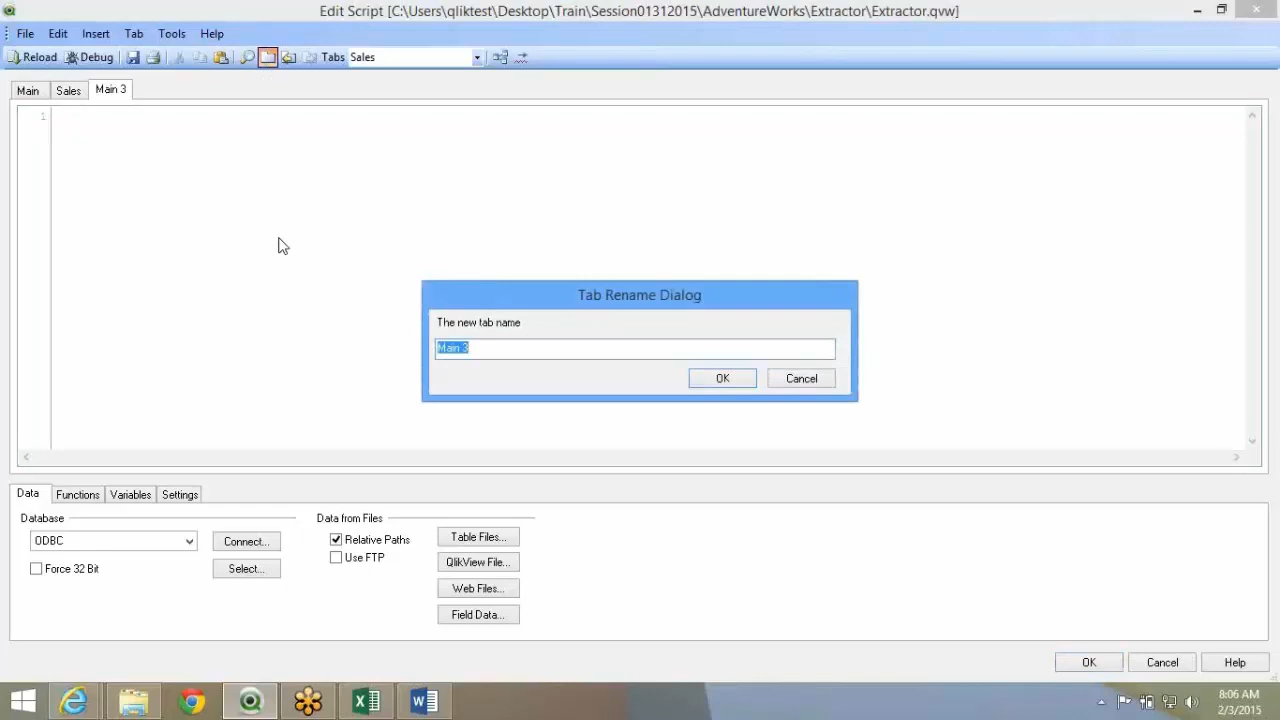 Edit Script [C:\Users\qliktest\Desktop\Train\Session01312015\AdventureWorks\Extractor\Extractor.qvw]
File Edit Insert Tab Tools Help
Reload Debug Tabs Sales
Main Sales Main 3
1
Tab Rename Dialog
The new tab name
Main 3
OK Cancel
Data Functions Variables Settings
Database Data from Files
ODBC Connect... Relative Paths Table Files...
Force 32 Bit Select... Use FTP QlikView File...
Web Files...
Field Data...
OK Cancel Help
8:06 AM
2/3/2015